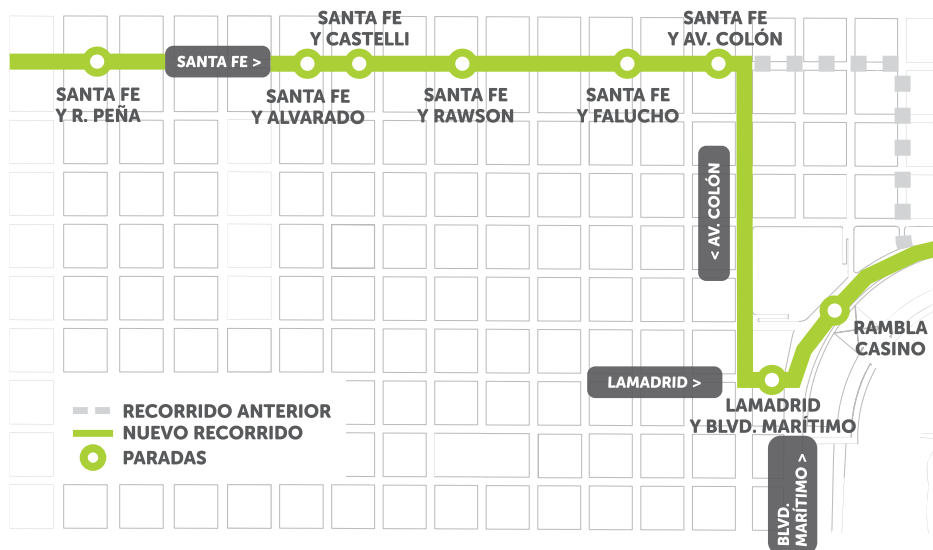 SANTA FE
Y CASTELLI
SANTA FE
Y AV. COLÓN
SANTA FE >
SANTA FE
Y R. PEÑA
SANTA FE
Y ALVARADO
SANTA FE
Y RAWSON
SANTA FE
Y FALUCHO
< AV. COLÓN
RAMBLA
CASINO
LAMADRID >
LAMADRID
Y BLVD. MARÍTIMO
RECORRIDO ANTERIOR
NUEVO RECORRIDO
PARADAS
BLVD.
MARÍTIMO >